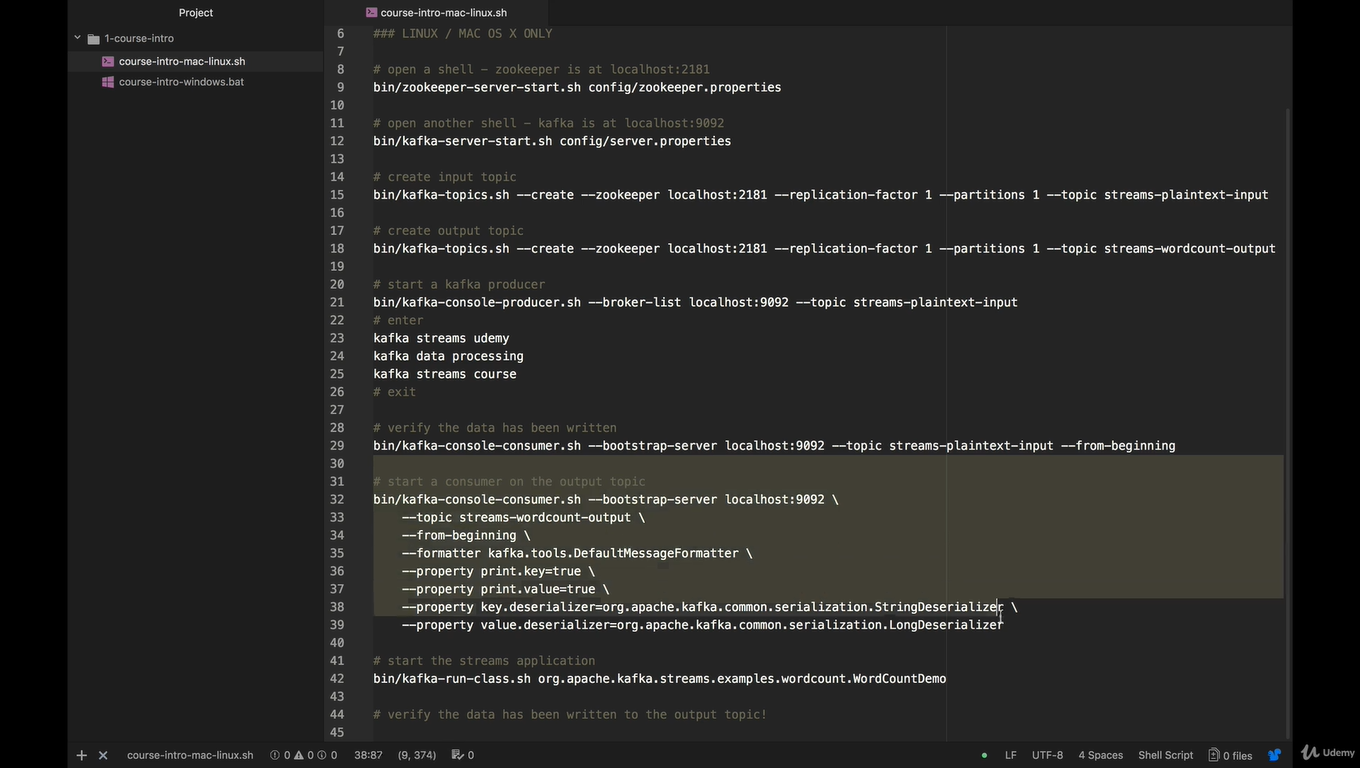 Project
course-intro-mac-linux.sh
1-course-intro
course-intro-mac-linux.sh
course-intro-windows.bat
6 ### LINUX / MAC OS X ONLY
7
8 # open a shell - zookeeper is at localhost:2181
9 bin/zookeeper-server-start.sh config/zookeeper.properties
10
11 # open another shell - kafka is at localhost:9092
12 bin/kafka-server-start.sh config/server.properties
13
14 # create input topic
15 bin/kafka-topics.sh --create --zookeeper localhost:2181 --replication-factor 1 --partitions 1 --topic streams-plaintext-input
16
17 # create output topic
18 bin/kafka-topics.sh --create --zookeeper localhost:2181 --replication-factor 1 --partitions 1 --topic streams-wordcount-output
19
20 # start a kafka producer
21 bin/kafka-console-producer.sh --broker-list localhost:9092 --topic streams-plaintext-input
22 # enter
23 kafka streams udemy
24 kafka data processing
25 kafka streams course
26 # exit
27
28 # verify the data has been written
29 bin/kafka-console-consumer.sh --bootstrap-server localhost:9092 --topic streams-plaintext-input --from-beginning
30
31 # start a consumer on the output topic
32 bin/kafka-console-consumer.sh --bootstrap-server localhost:9092 \
33 --topic streams-wordcount-output \
34 --from-beginning \
35 --formatter kafka.tools.DefaultMessageFormatter \
36 --property print.key=true \
37 --property print.value=true \
38 --property key.deserializer=org.apache.kafka.common.serialization.StringDeserializer \
39 --property value.deserializer=org.apache.kafka.common.serialization.LongDeserializer
40
41 # start the streams application
42 bin/kafka-run-class.sh org.apache.kafka.streams.examples.wordcount.WordCountDemo
43
44 # verify the data has been written to the output topic!
45
+ × course-intro-mac-linux.sh 0 0 0 38:87 (9, 374) 0 LF UTF-8 4 Spaces Shell Script 0 files
Udemy